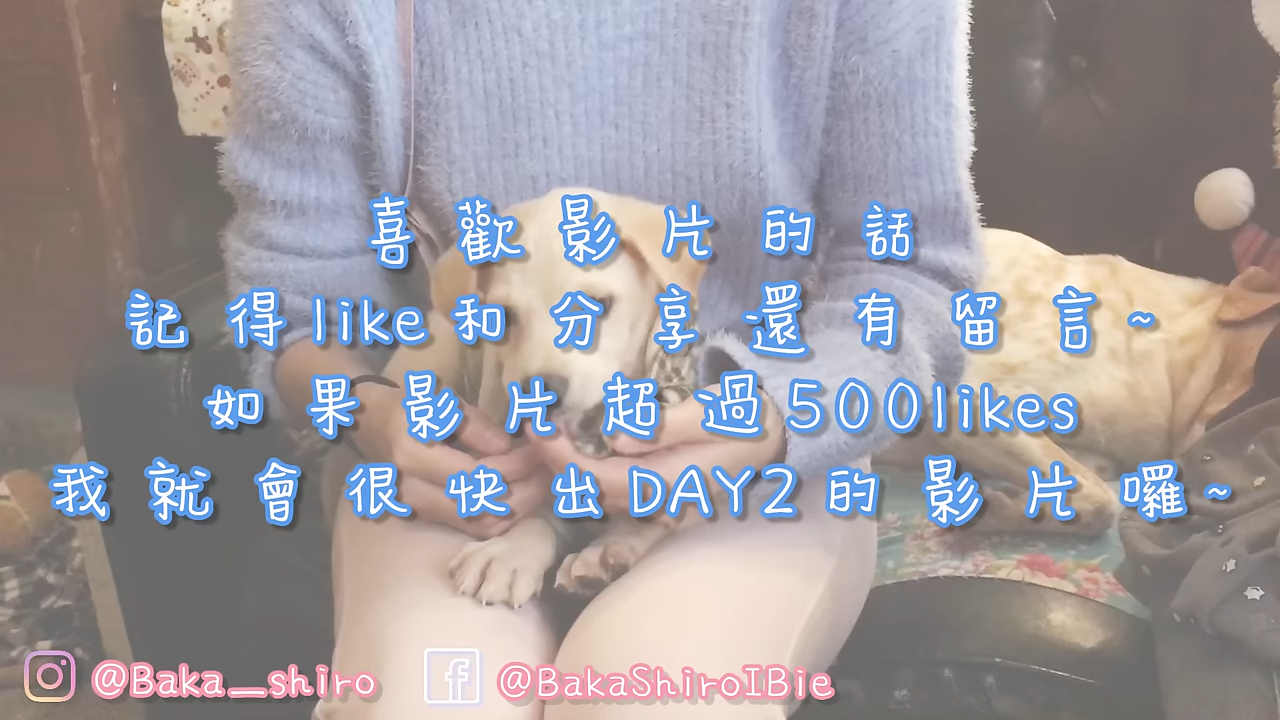 喜歡影片的話
記得like和分享還有留言~
如果影片超過500likes
我就會很快出DAY2的影片囉~
@Baka_shiro
@BakaShiroIBie